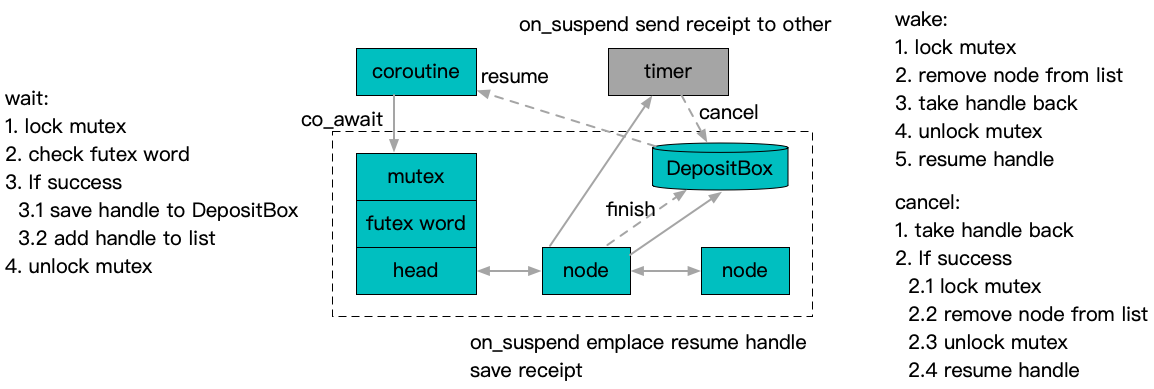 wait:
1. lock mutex
2. check futex word
3. If success
3.1 save handle to DepositBox
3.2 add handle to list
4. unlock mutex
on_suspend send receipt to other
coroutine
resume
timer
co_await
cancel
mutex
DepositBox
futex word
finish
head
node
node
on_suspend emplace resume handle
save receipt
wake:
1. lock mutex
2. remove node from list
3. take handle back
4. unlock mutex
5. resume handle
cancel:
1. take handle back
2. If success
2.1 lock mutex
2.2 remove node from list
2.3 unlock mutex
2.4 resume handle